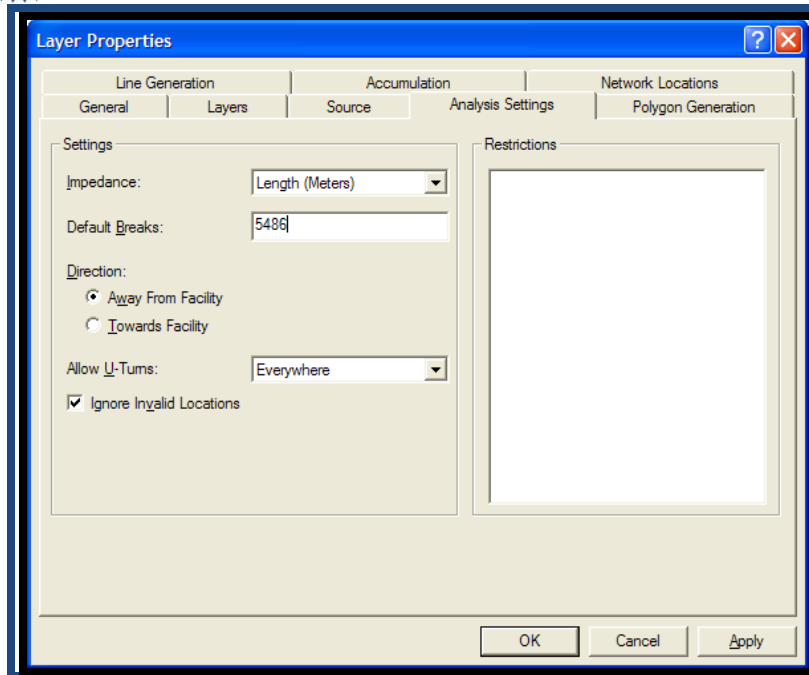 Layer Properties
Line Generation Accumulation Network Locations
General Layers Source Analysis Settings Polygon Generation
Settings Restrictions
Impedance: Length (Meters)
Default Breaks: 5486
Direction:
Away From Facility
Towards Facility
Allow U-Turns: Everywhere
Ignore Invalid Locations
OK Cancel Apply